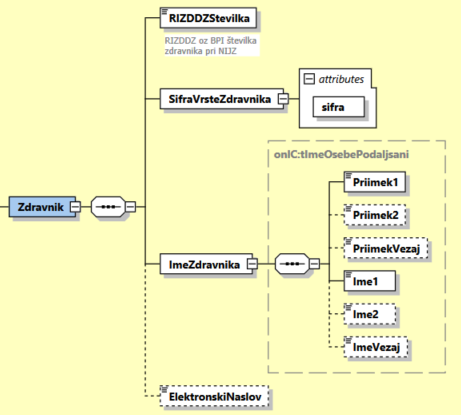 RIZDDZStevilka
RIZDDZ oz BPI številka
zdravnika pri NIJZ
attributes
SifraVrsteZdravnika
sifra
onlC:tImeOsebePodaljsani
Priimek1
Zdravnik
Priimek2
PriimekVezaj
ImeZdravnika
Ime1
Ime2
ImeVezaj
ElektronskiNaslov